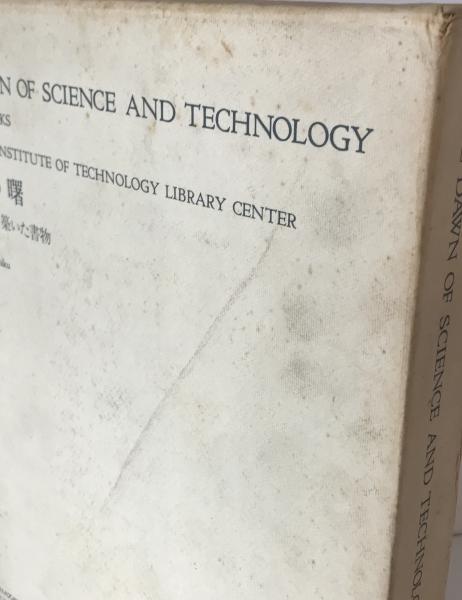 N OF SCIENCE AND TECHNOLOGY
KS
NSTITUTE OF TECHNOLOGY LIBRARY CENTER
曙
築いた書物
DAWN OF SCIENCE AND TECHNOL